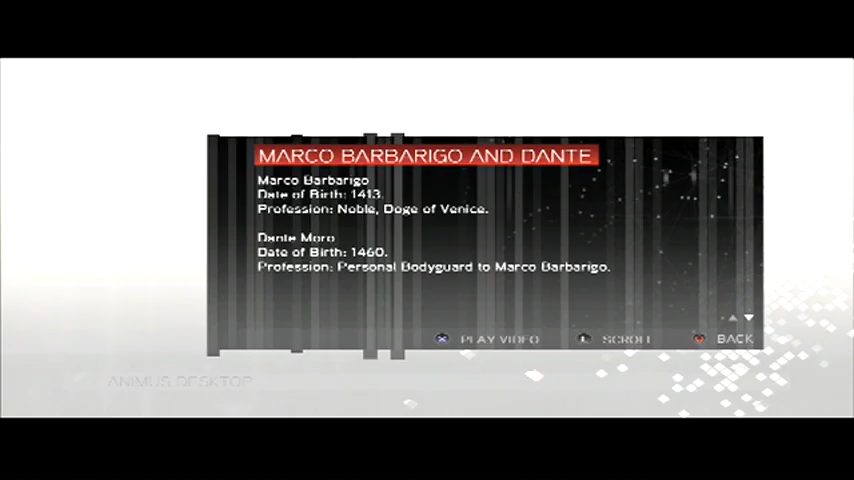 MARCO BARBARIGO AND DANTE
Marco Barbarigo
Date of Birth: 1413.
Profession: Noble, Doge of Venice.
Dante Moro
Date of Birth: 1460.
Profession: Personal Bodyguard to Marco Barbarigo.
PLAY VIDEO
L SCROLL
BACK
ANIMUS DESKTOP